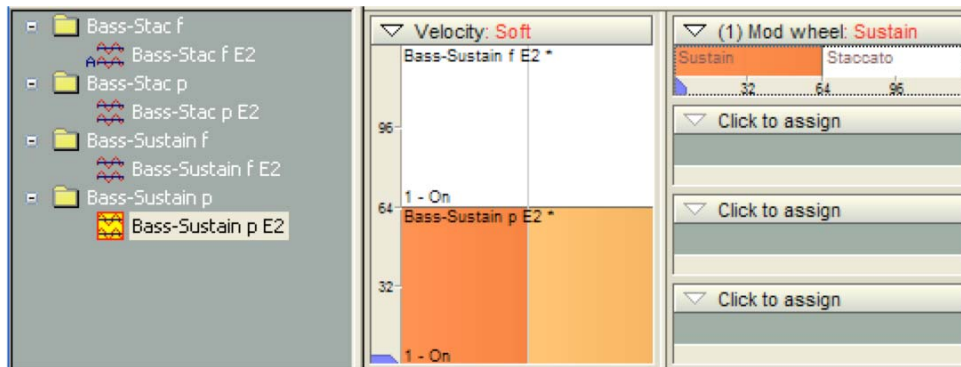 Bass-Stac f
A Bass-Stac f E2
Bass-Stac p
Bass-Stac p E2
Bass-Sustain f
Bass-Sustain f E2
Bass-Sustain p
Bass-Sustain p E2
Velocity: Soft
Bass-Sustain f E2 *
96
1 - On
64
Bass-Sustain p E2 *
32
1 - On
(1) Mod wheel: Sustain
Sustain Staccato
32 64 96
Click to assign
Click to assign
Click to assign